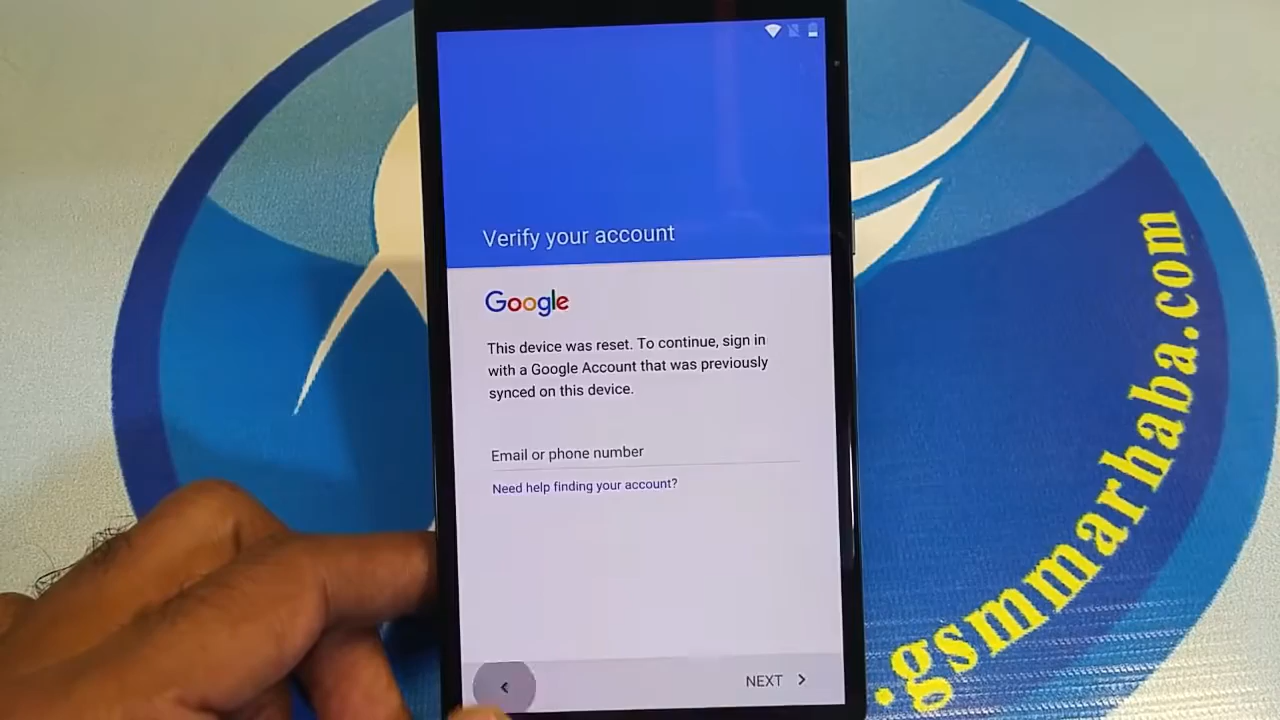 Verify your account
Google
This device was reset. To continue, sign in
with a Google Account that was previously
synced on this device.
Email or phone number
Need help finding your account?
NEXT
.gsmmarhaba.com